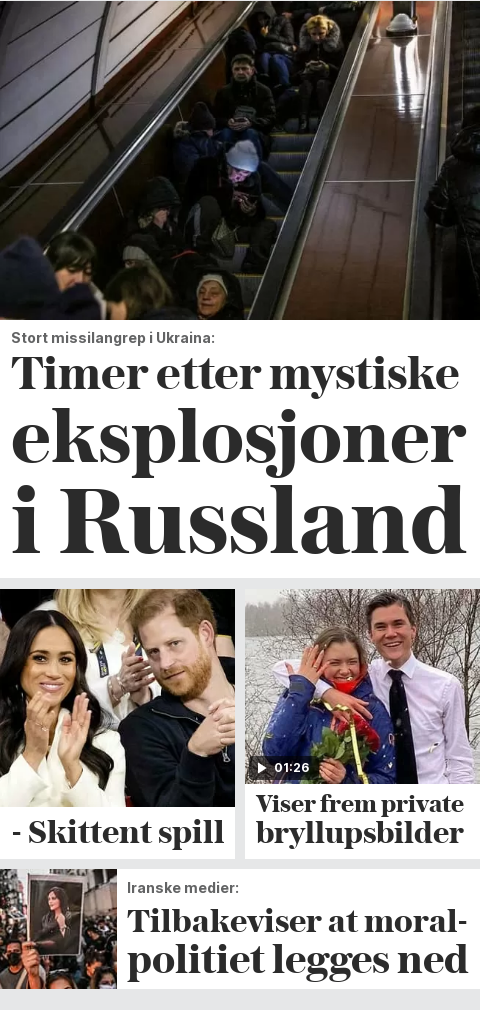 Stort missilangrep i Ukraina:
Timer etter mystiske
eksplosjoner
i Russland
01:26
- Skittent spill
Viser frem private
bryllupsbilder
Iranske medier:
Tilbakeviser at moral-
politiet legges ned